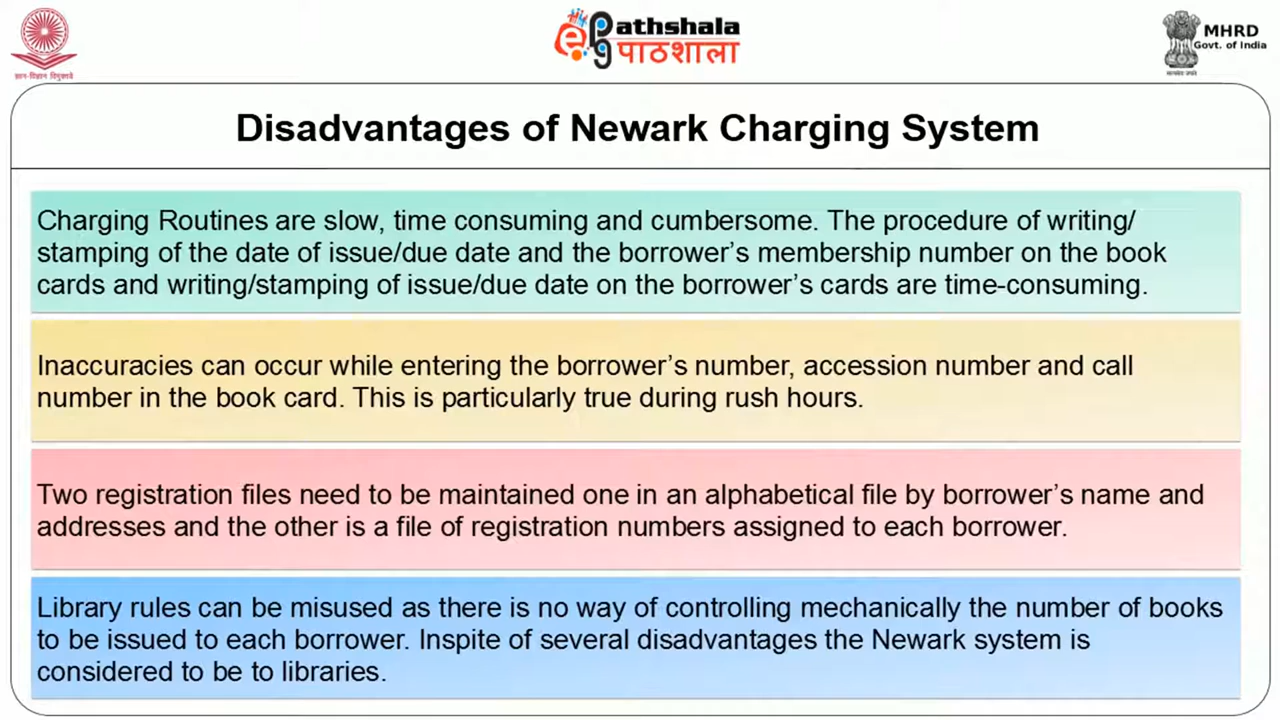 ज्ञान-विज्ञान विमुक्तये
ePathshala
पाठशाला
MHRD
Govt. of India
सत्यमेव जयते
Disadvantages of Newark Charging System
Charging Routines are slow, time consuming and cumbersome. The procedure of writing/
stamping of the date of issue/due date and the borrower’s membership number on the book
cards and writing/stamping of issue/due date on the borrower’s cards are time-consuming.
Inaccuracies can occur while entering the borrower’s number, accession number and call
number in the book card. This is particularly true during rush hours.
Two registration files need to be maintained one in an alphabetical file by borrower’s name and
addresses and the other is a file of registration numbers assigned to each borrower.
Library rules can be misused as there is no way of controlling mechanically the number of books
to be issued to each borrower. Inspite of several disadvantages the Newark system is
considered to be to libraries.